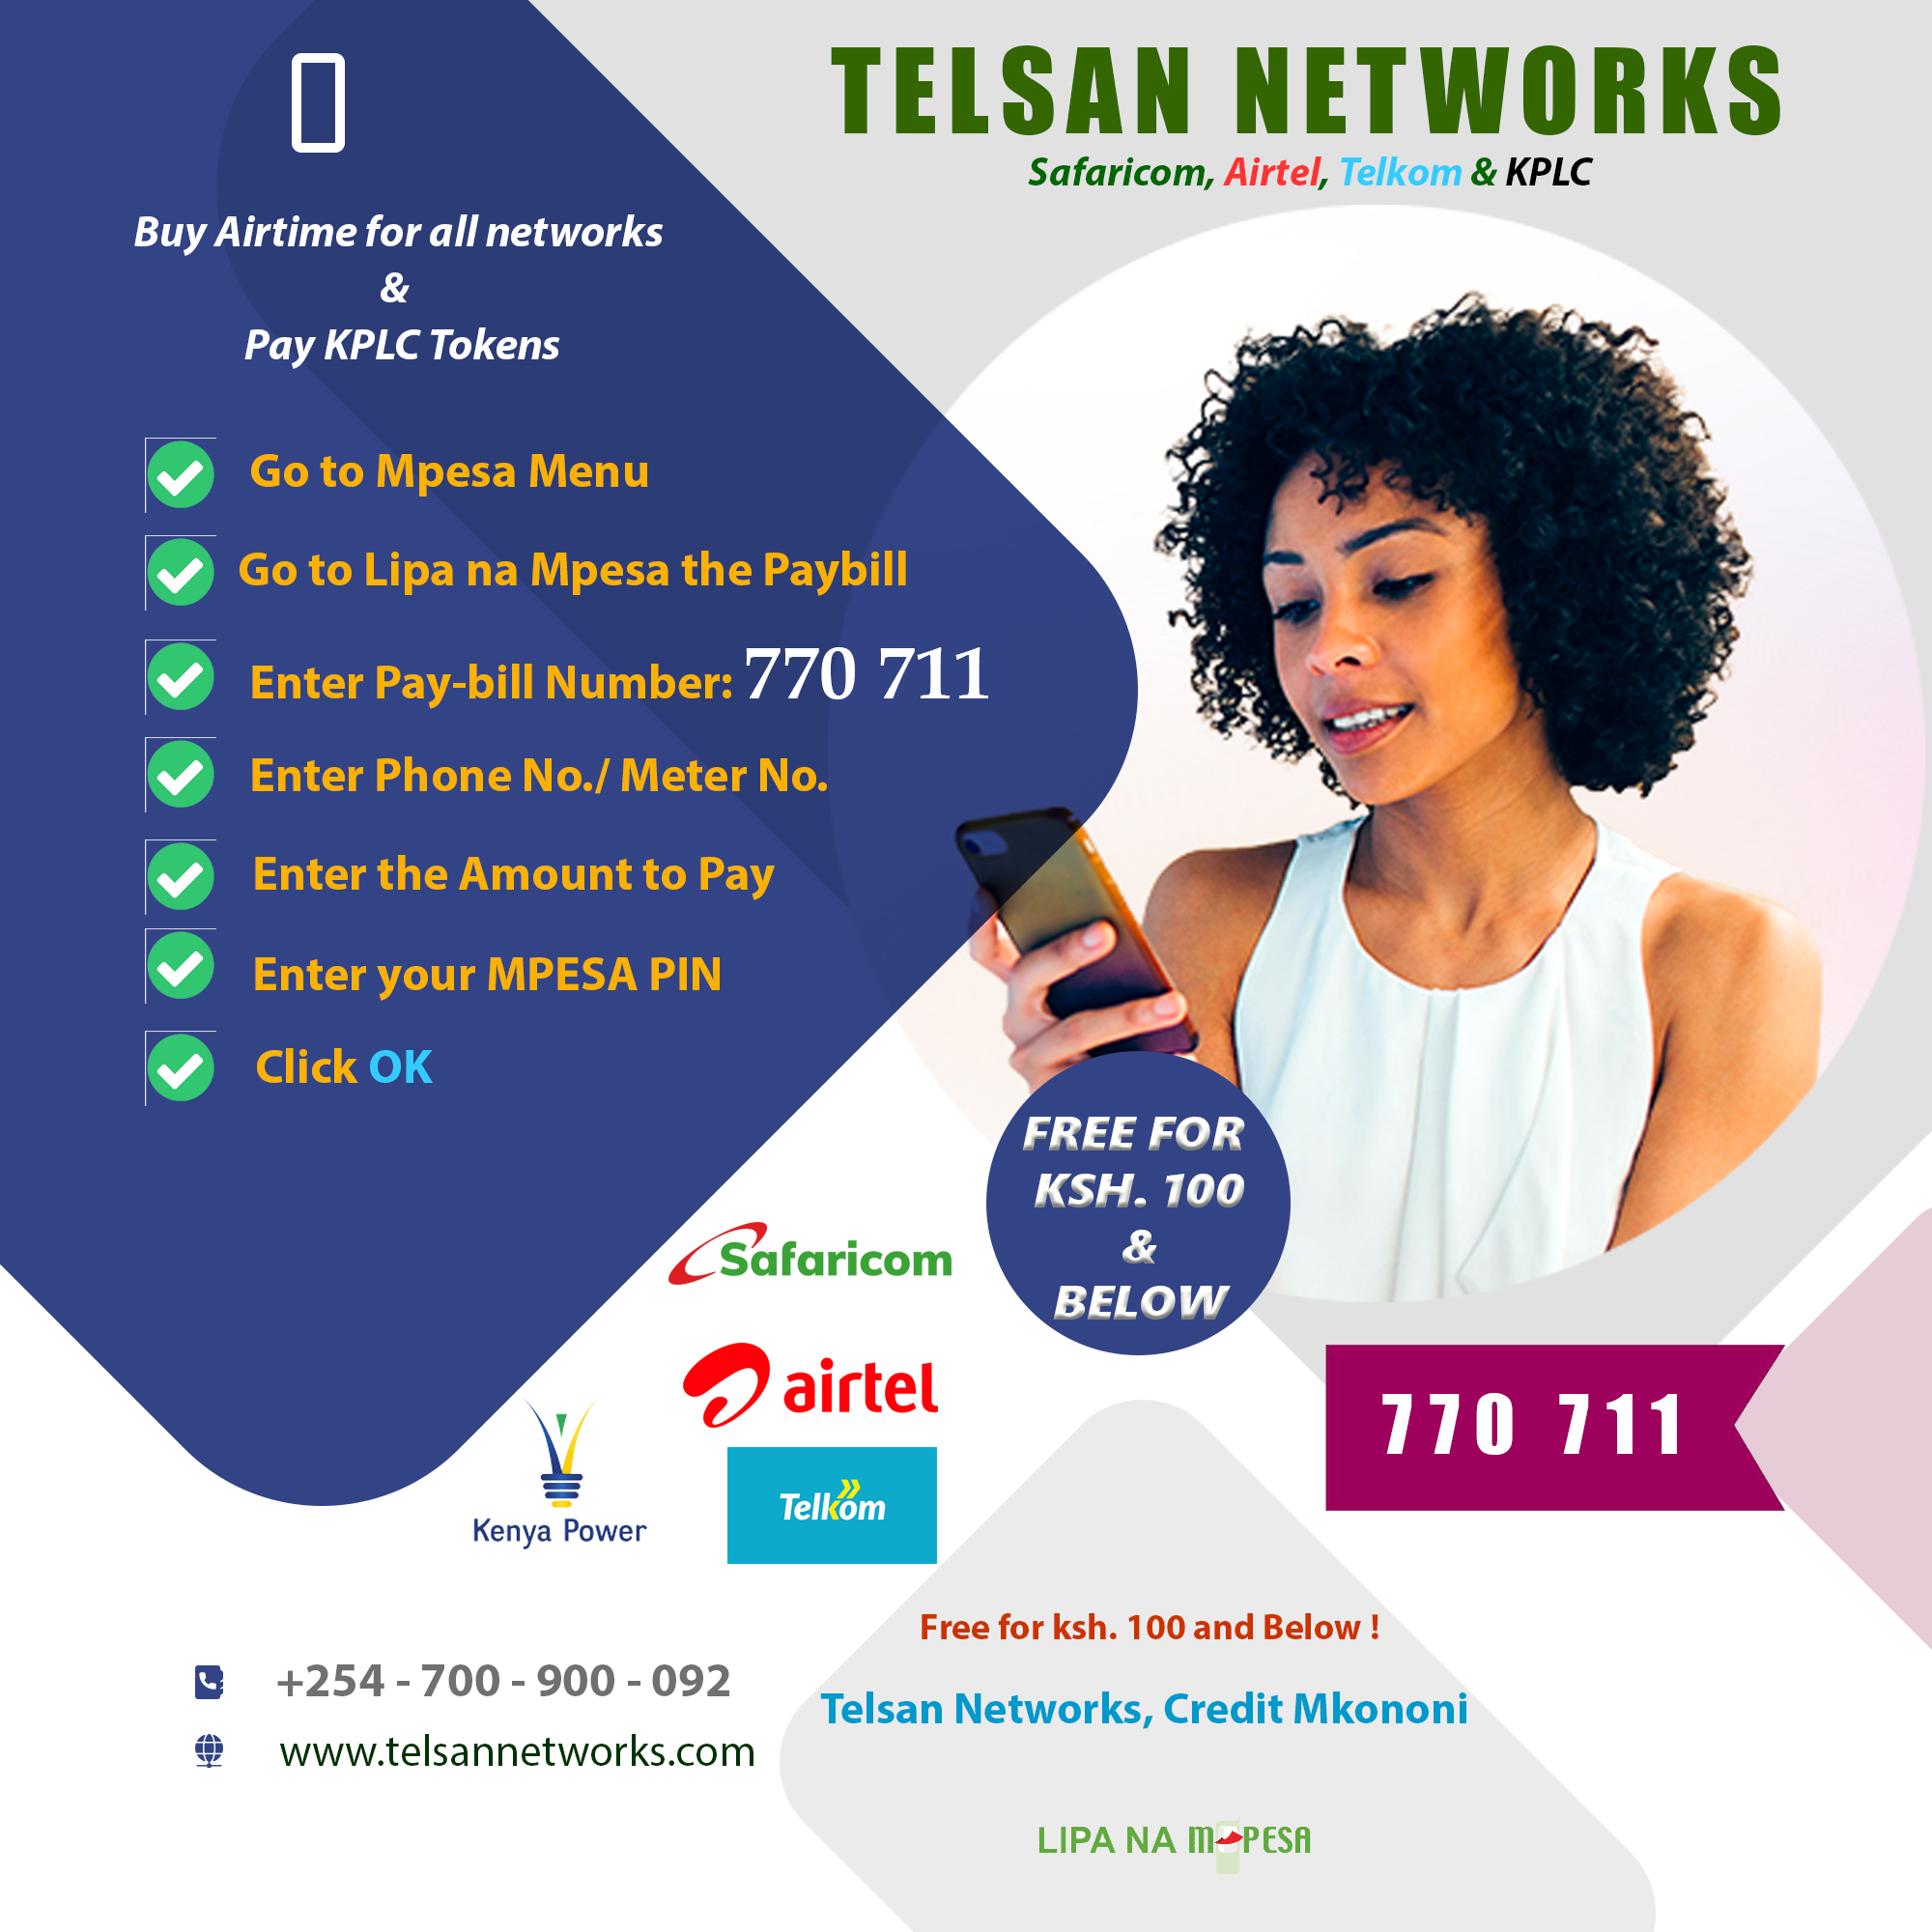 TELSAN NETWORKS
Safaricom, Airtel, Telkom & KPLC
Buy Airtime for all networks
&
Pay KPLC Tokens
Go to Mpesa Menu
Go to Lipa na Mpesa the Paybill
Enter Pay-bill Number: 770 711
Enter Phone No./ Meter No.
Enter the Amount to Pay
Enter your MPESA PIN
Click OK
FREE FOR
KSH. 100
&
BELOW
Safaricom
airtel
Telkom
Kenya Power
770 711
Free for ksh. 100 and Below !
Telsan Networks, Credit Mkononi
+254 - 700 - 900 - 092
www.telsannetworks.com
LIPA NA M-PESA